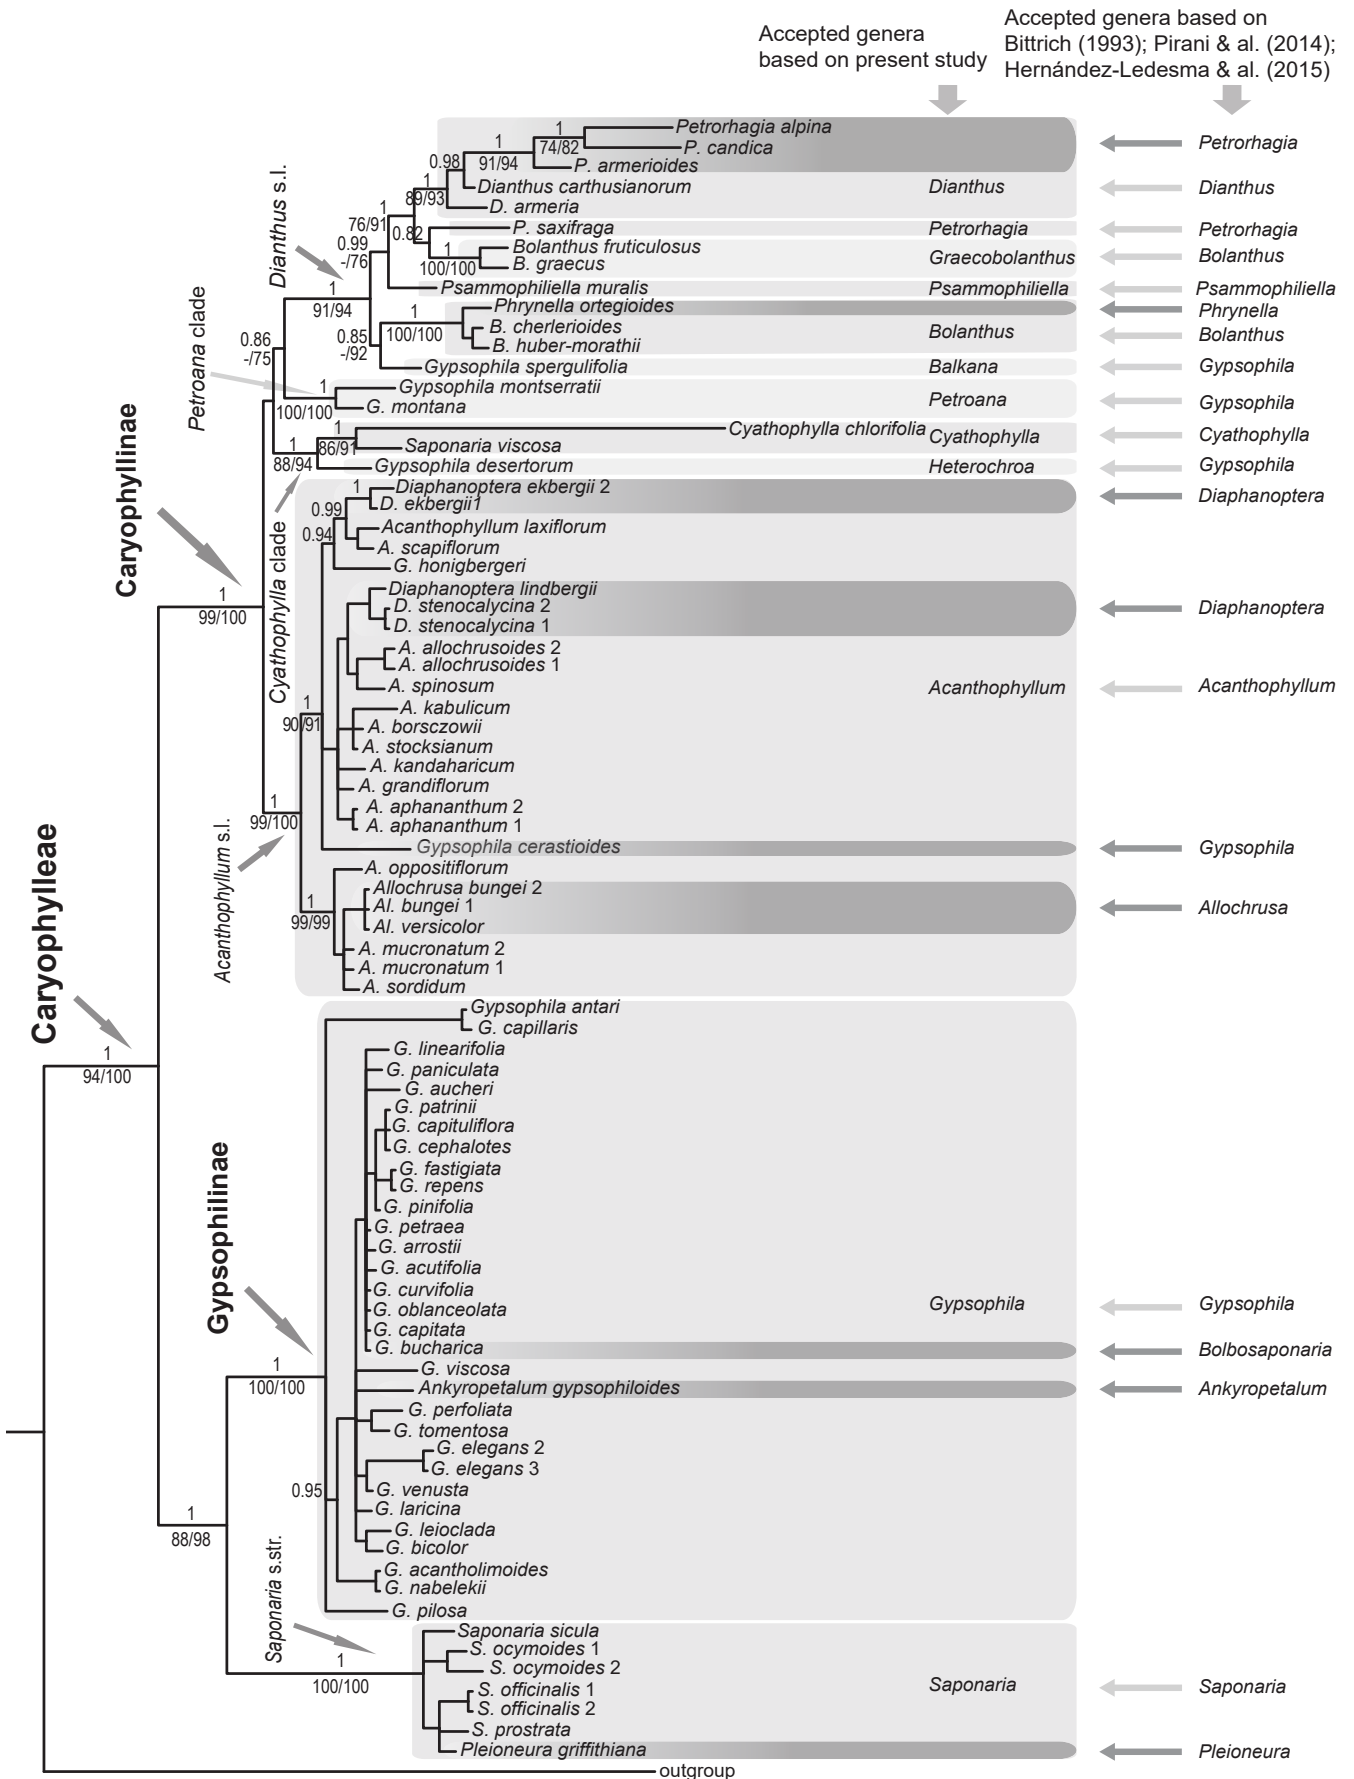 Accepted genera
based on present study
Accepted genera based on
Bittrich (1993); Pirani & al. (2014);
Hernández-Ledesma & al. (2015)
1
Petrorhagia alpina
74/82
P. candica
1
91/94
P. armerioides
Petrorhagia
0.98
Dianthus carthusianorum
Dianthus
Dianthus
1
89/93
D. armeria
Dianthus s.l.
1
76/91
0.82
P. saxifraga
Petrorhagia
Petrorhagia
0.99
-/76
1
100/100
Bolanthus fruticulosus
B. graecus
Graecobolanthus
Bolanthus
Psammophiliella muralis
Psammophiliella
Psammophiliella
1
91/94
Phrynella ortegioides
Phrynella
1
100/100
B. cherlerioides
B. huber-morathii
Bolanthus
Bolanthus
0.85
-/92
Gypsophila spergulifolia
Balkana
Gypsophila
Petroana clade
0.86
-/75
1
100/100
Gypsophila montserratii
G. montana
Petroana
Gypsophila
1
86/91
Cyathophylla chlorifolia
Saponaria viscosa
Cyathophylla
Cyathophylla
1
88/94
Gypsophila desertorum
Heterochroa
Gypsophila
Caryophyllinae
Cyathophylla clade
1
99/100
1
Diaphanoptera ekbergii 2
D. ekbergii1
Diaphanoptera
0.99
Acanthophyllum laxiflorum
A. scapiflorum
0.94
G. honigbergeri
Diaphanoptera lindbergii
D. stenocalycina 2
D. stenocalycina 1
Diaphanoptera
A. allochrusoides 2
A. allochrusoides 1
A. spinosum
Acanthophyllum
Acanthophyllum
1
90/91
A. kabulicum
A. borsczowii
A. stocksianum
A. kandaharicum
A. grandiflorum
A. aphananthum 2
A. aphananthum 1
1
99/100
Acanthophyllum s.l.
Gypsophila cerastioides
Gypsophila
A. oppositiflorum
1
99/99
Allochrusa bungei 2
Al. bungei 1
Al. versicolor
Allochrusa
A. mucronatum 2
A. mucronatum 1
A. sordidum
Caryophylleae
1
94/100
Gypsophila antari
G. capillaris
G. linearifolia
G. paniculata
G. aucheri
G. patrinii
G. capituliflora
G. cephalotes
G. fastigiata
G. repens
G. pinifolia
G. petraea
G. arrostii
G. acutifolia
G. curvifolia
G. oblanceolata
Gypsophila
Gypsophila
G. capitata
G. bucharica
Bolbosaponaria
Gypsophilinae
1
100/100
G. viscosa
Ankyropetalum gypsophiloides
Ankyropetalum
G. perfoliata
G. tomentosa
G. elegans 2
G. elegans 3
0.95
G. venusta
G. laricina
G. leioclada
G. bicolor
G. acantholimoides
G. nabelekii
G. pilosa
1
88/98
Saponaria s.str.
1
100/100
Saponaria sicula
S. ocymoides 1
S. ocymoides 2
S. officinalis 1
S. officinalis 2
Saponaria
Saponaria
S. prostrata
Pleioneura griffithiana
Pleioneura
outgroup